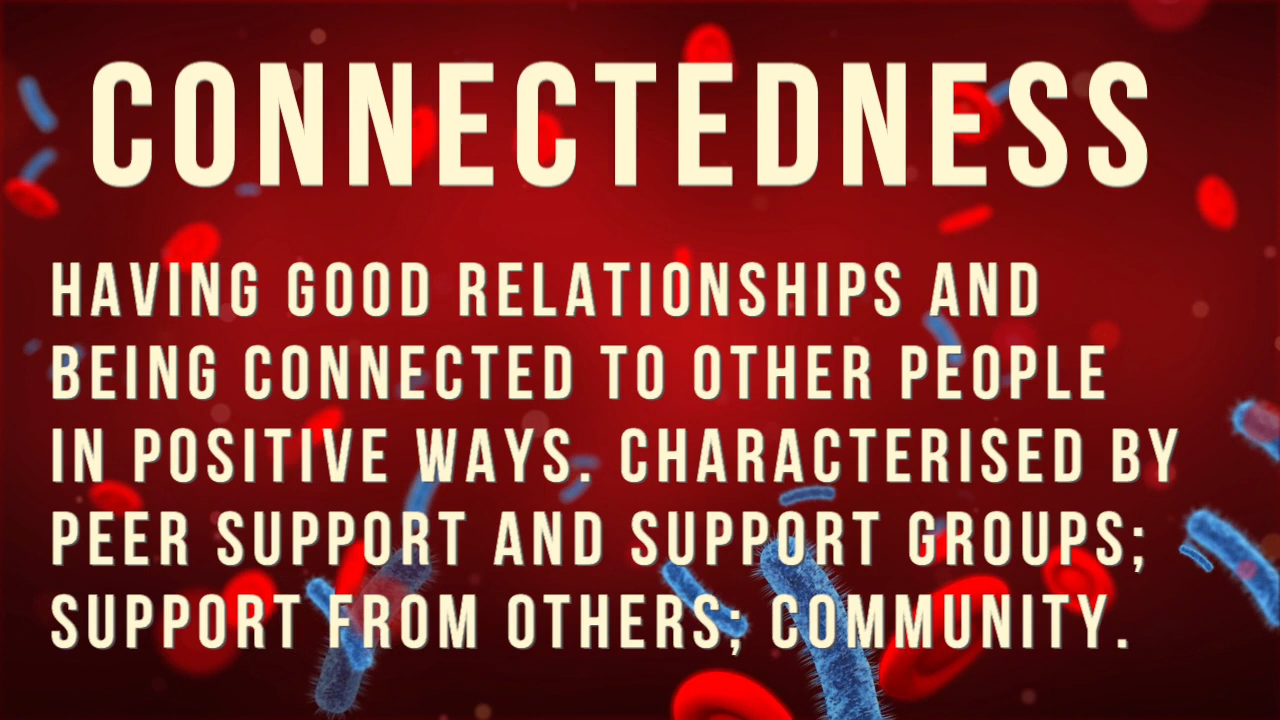 CONNECTEDNESS
HAVING GOOD RELATIONSHIPS AND
BEING CONNECTED TO OTHER PEOPLE
IN POSITIVE WAYS. CHARACTERISED BY
PEER SUPPORT AND SUPPORT GROUPS;
SUPPORT FROM OTHERS; COMMUNITY.